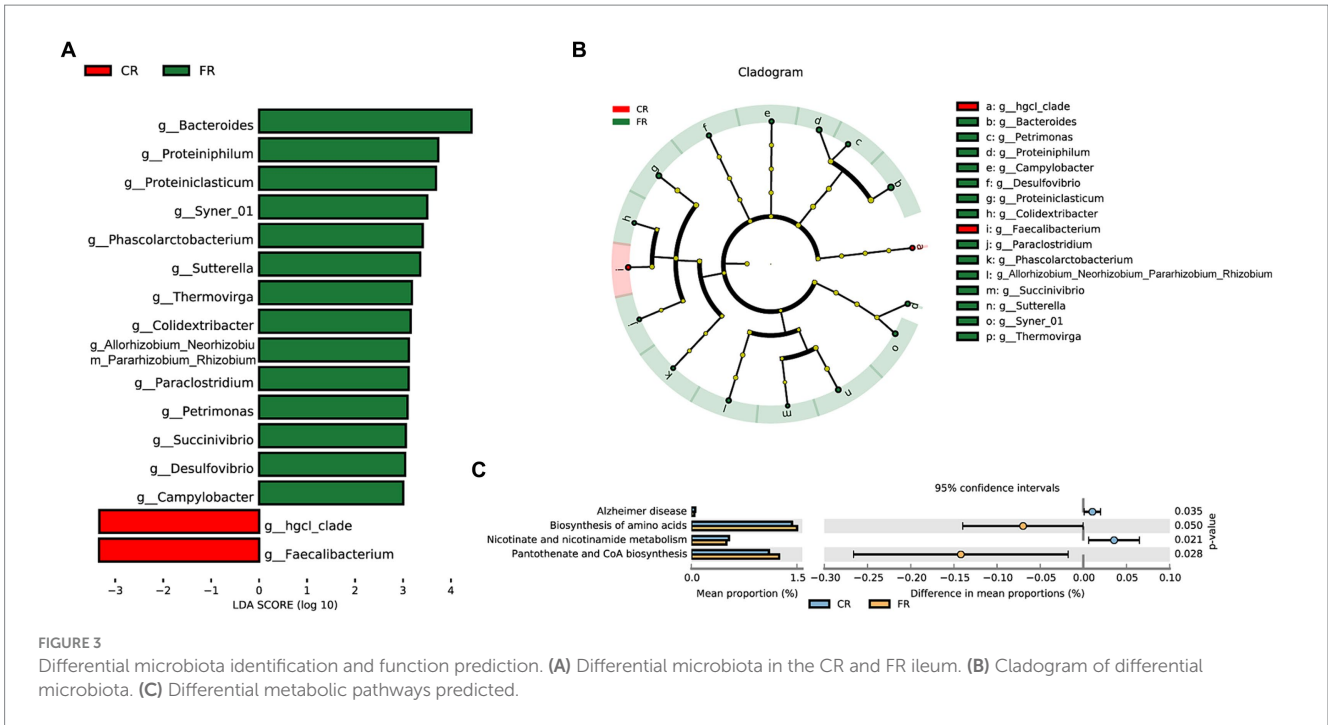 A
CR FR
g__Bacteroides
g__Proteiniphilum
g__Proteiniclasticum
g__Syner_01
g__Phascolarctobacterium
g__Sutterella
g__Thermovirga
g__Colidextribacter
g_Allorhizobium_Neorhizobiu
m_Pararhizobium_Rhizobium
g__Paraclostridium
g__Petrimonas
g__Succinivibrio
g__Desulfovibrio
g__Campylobacter
g__hgcl_clade
g__Faecalibacterium
−3 −2 −1 0 1 2 3 4
LDA SCORE (log 10)
B
Cladogram
CR
FR
a
b
c
d
e
f
g
h
i
j
k
l
m
n
o
p
a: g__hgcl_clade
b: g__Bacteroides
c: g__Petrimonas
d: g__Proteiniphilum
e: g__Campylobacter
f: g__Desulfovibrio
g: g__Proteiniclasticum
h: g__Colidextribacter
i: g__Faecalibacterium
j: g__Paraclostridium
k: g__Phascolarctobacterium
l: g_Allorhizobium_Neorhizobium_Pararhizobium_Rhizobium
m: g__Succinivibrio
n: g__Sutterella
o: g__Syner_01
p: g__Thermovirga
C
95% confidence intervals
Alzheimer disease 0.035
Biosynthesis of amino acids 0.050
Nicotinate and nicotinamide metabolism 0.021
Pantothenate and CoA biosynthesis 0.028
p-value
0.0 1.5 −0.30 −0.25 −0.20 −0.15 −0.10 −0.05 0.00 0.05 0.10
Mean proportion (%) Difference in mean proportions (%)
CR FR
FIGURE 3
Differential microbiota identification and function prediction. (A) Differential microbiota in the CR and FR ileum. (B) Cladogram of differential
microbiota. (C) Differential metabolic pathways predicted.